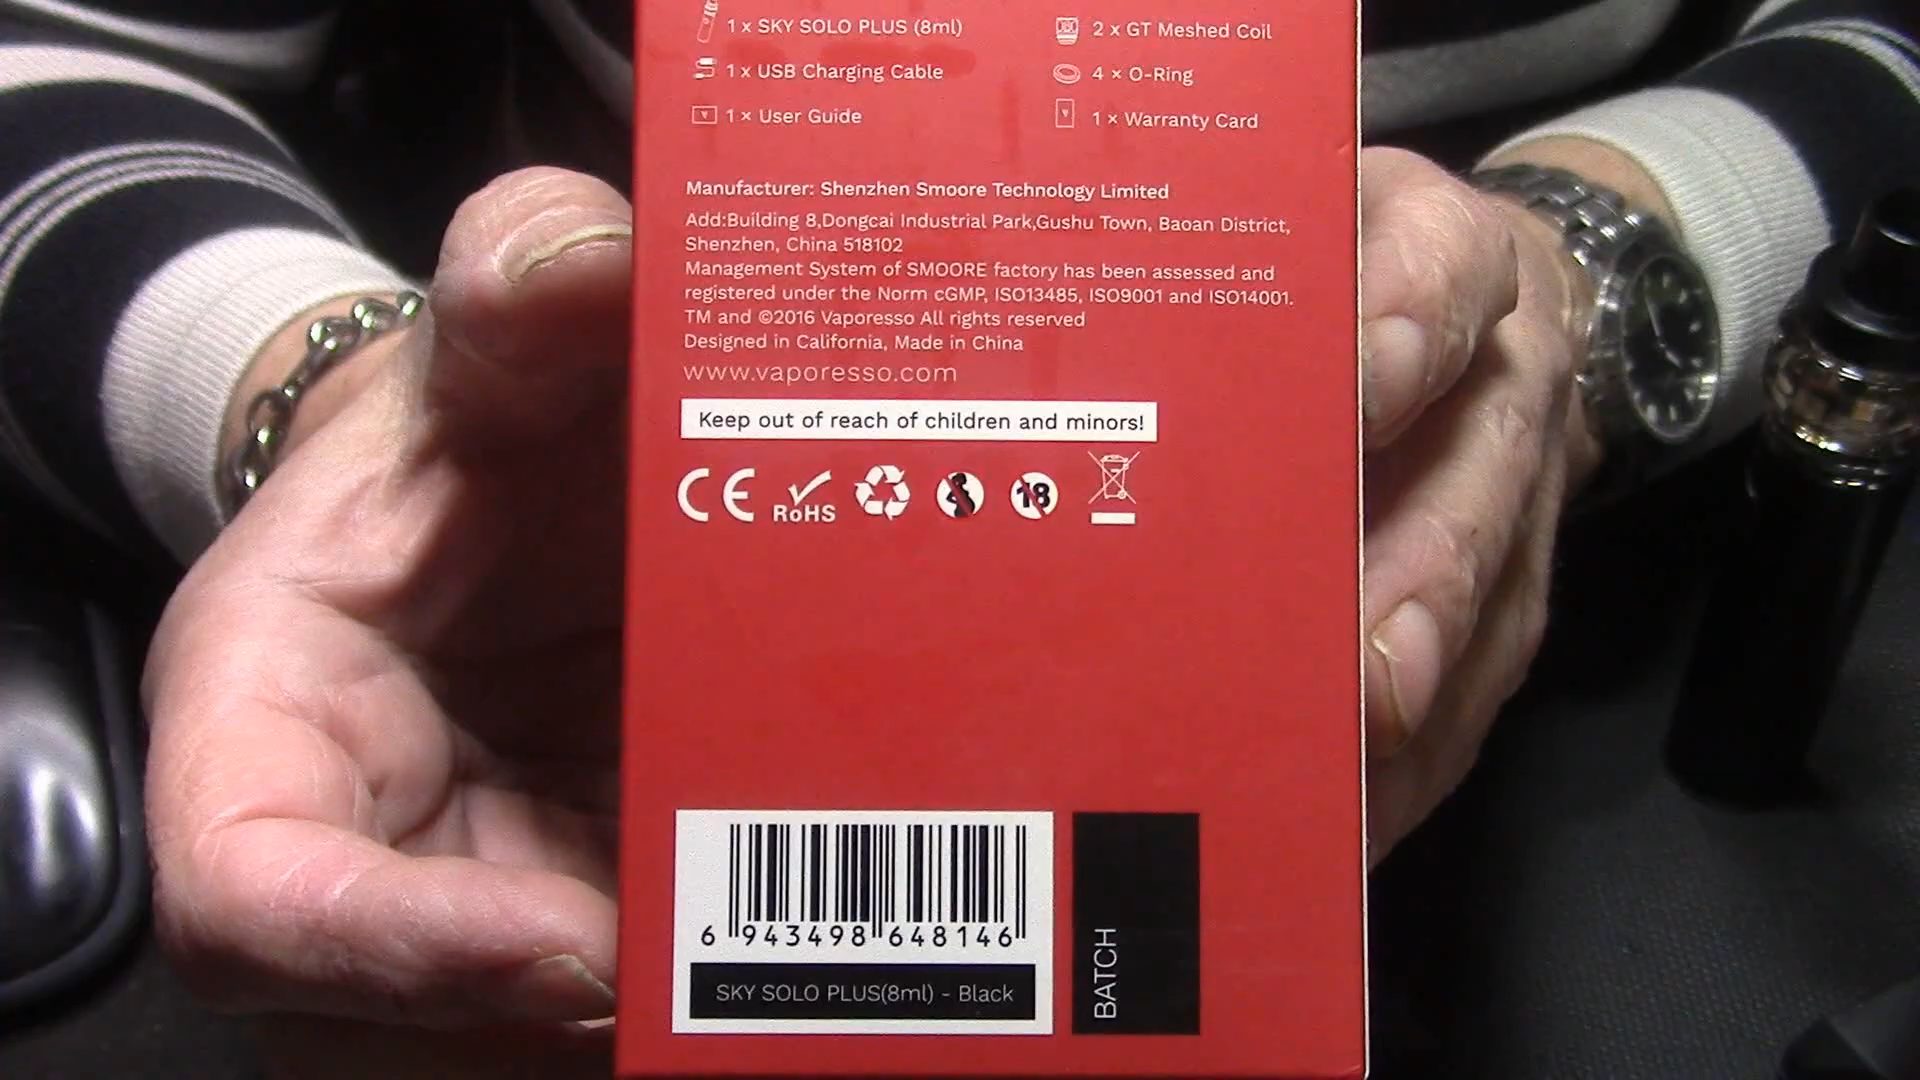 1 x SKY SOLO PLUS (8ml)
2 x GT Meshed Coil
1 x USB Charging Cable
4 × O-Ring
1 × User Guide
1 × Warranty Card
Manufacturer: Shenzhen Smoore Technology Limited
Add:Building 8,Dongcai Industrial Park,Gushu Town, Baoan District,
Shenzhen, China 518102
Management System of SMOORE factory has been assessed and
registered under the Norm cGMP, ISO13485, ISO9001 and ISO14001.
TM and ©2016 Vaporesso All rights reserved
Designed in California, Made in China
www.vaporesso.com
Keep out of reach of children and minors!
CE RoHS 18
6 943498 648146
SKY SOLO PLUS(8ml) - Black
BATCH